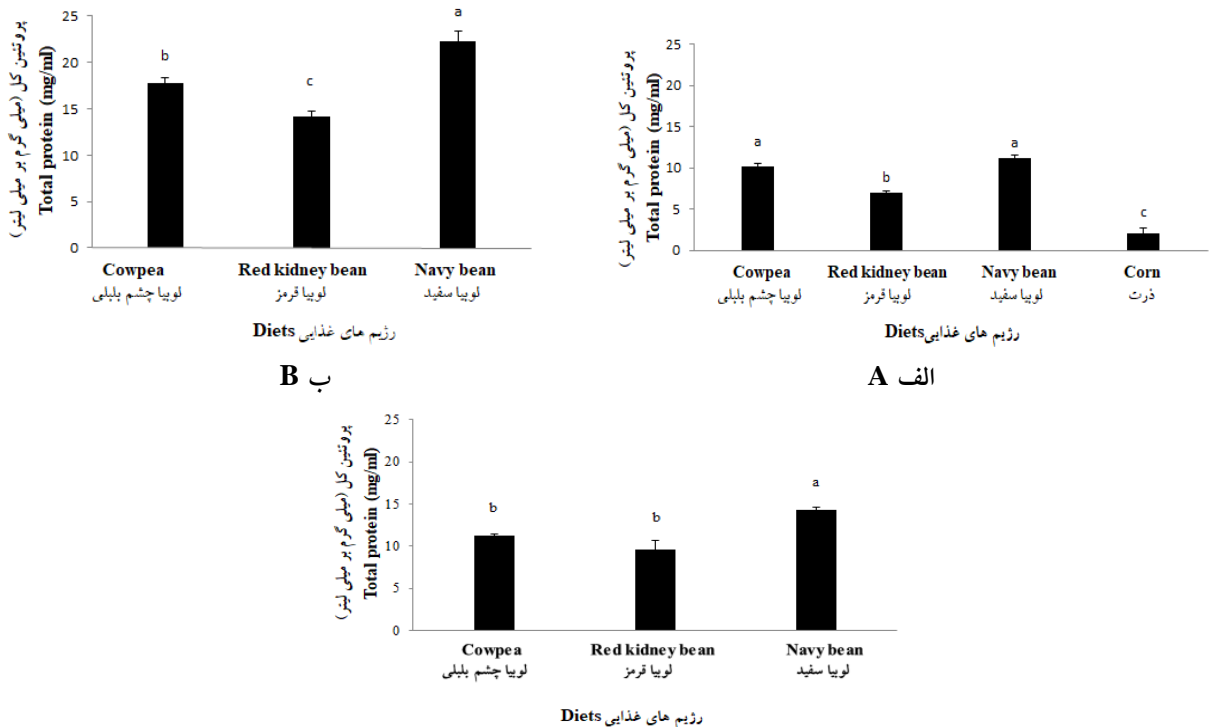 پروتئین کل (میلی گرم بر میلی لیتر)
Total protein (mg/ml)
25
20
15
10
5
0
b
c
a
Cowpea Red kidney bean Navy bean
لوبیا چشم بلبلی لوبیا قرمز لوبیا سفید
رژیم های غذایی Diets
ب B
پروتئین کل (میلی گرم بر میلی لیتر)
Total protein (mg/ml)
25
20
15
10
5
0
a
b
a
c
Cowpea Red kidney bean Navy bean Corn
لوبیا چشم بلبلی لوبیا قرمز لوبیا سفید ذرت
رژیم های غذاییDiets
الف A
پروتئین کل (میلی گرم بر میلی لیتر)
Total protein (mg/ml)
25
20
15
10
5
0
b
b
a
Cowpea Red kidney bean Navy bean
لوبیا چشم بلبلی لوبیا قرمز لوبیا سفید
رژیم های غذایی Diets